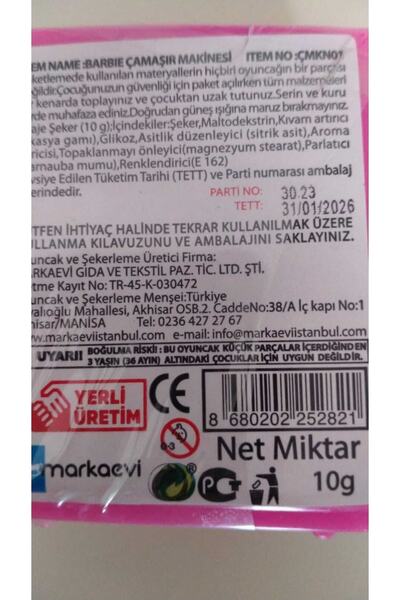 EM NAME :BARBIE ÇAMAŞIR MAKİNESİ ITEM NO :ÇMKN01
ketlemede kullanılan materyallerin hiçbiri oyuncağın bir parçası
ğildir.Çocuğunuzun güvenliği için paket açılırken tüm malzemeleri
r kenarda toplayınız ve çocuktan uzak tutunuz.Serin ve kuru
rde muhafaza ediniz.Doğrudan güneş ışığına maruz bırakmayınız.
aje Şeker (10 g):İçindekiler:Şeker,Maltodekstrin,Kıvam artırıcı
kasya gamı),Glikoz,Asitlik düzenleyici (sitrik asit),Aroma
ricisi,Topaklanmayı önleyici(magnezyum stearat),Parlatıcı
arnauba mumu),Renklendirici(E 162)
vsiye Edilen Tüketim Tarihi (TETT) ve Parti numarası ambalaj
erindedir.
PARTİ NO: 30.23
TETT: 31/01/2026
TFEN İHTİYAÇ HALİNDE TEKRAR KULLANILMAK ÜZERE
ULLANMA KILAVUZUNU VE AMBALAJINI SAKLAYINIZ.
uncak ve Şekerleme Üretici Firma:
ARKAEVİ GIDA VE TEKSTİL PAZ. TİC. LTD. ŞTİ.
etme Kayıt No: TR-45-K-030472
uncak ve Şekerleme Menşei:Türkiye
yalıoğlu Mahallesi, Akhisar OSB.2. CaddeNo:38/A İç kapı No:1
hisar/MANİSA Tel: 0236 427 27 67
www.markaeviistanbul.com e-mail: info@markaeviistanbul.com
UYARI! BOĞULMA RİSKİ! : BU OYUNCAK KÜÇÜK PARÇALAR İÇERDİĞİNDEN
3 YAŞIN (36 AYIN) ALTINDAKİ ÇOCUKLAR İÇİN UYGUN DEĞİLDİR.
YERLİ
ÜRETİM
CE
0-3
8 680202 252821
markaevi
Net Miktar
10g